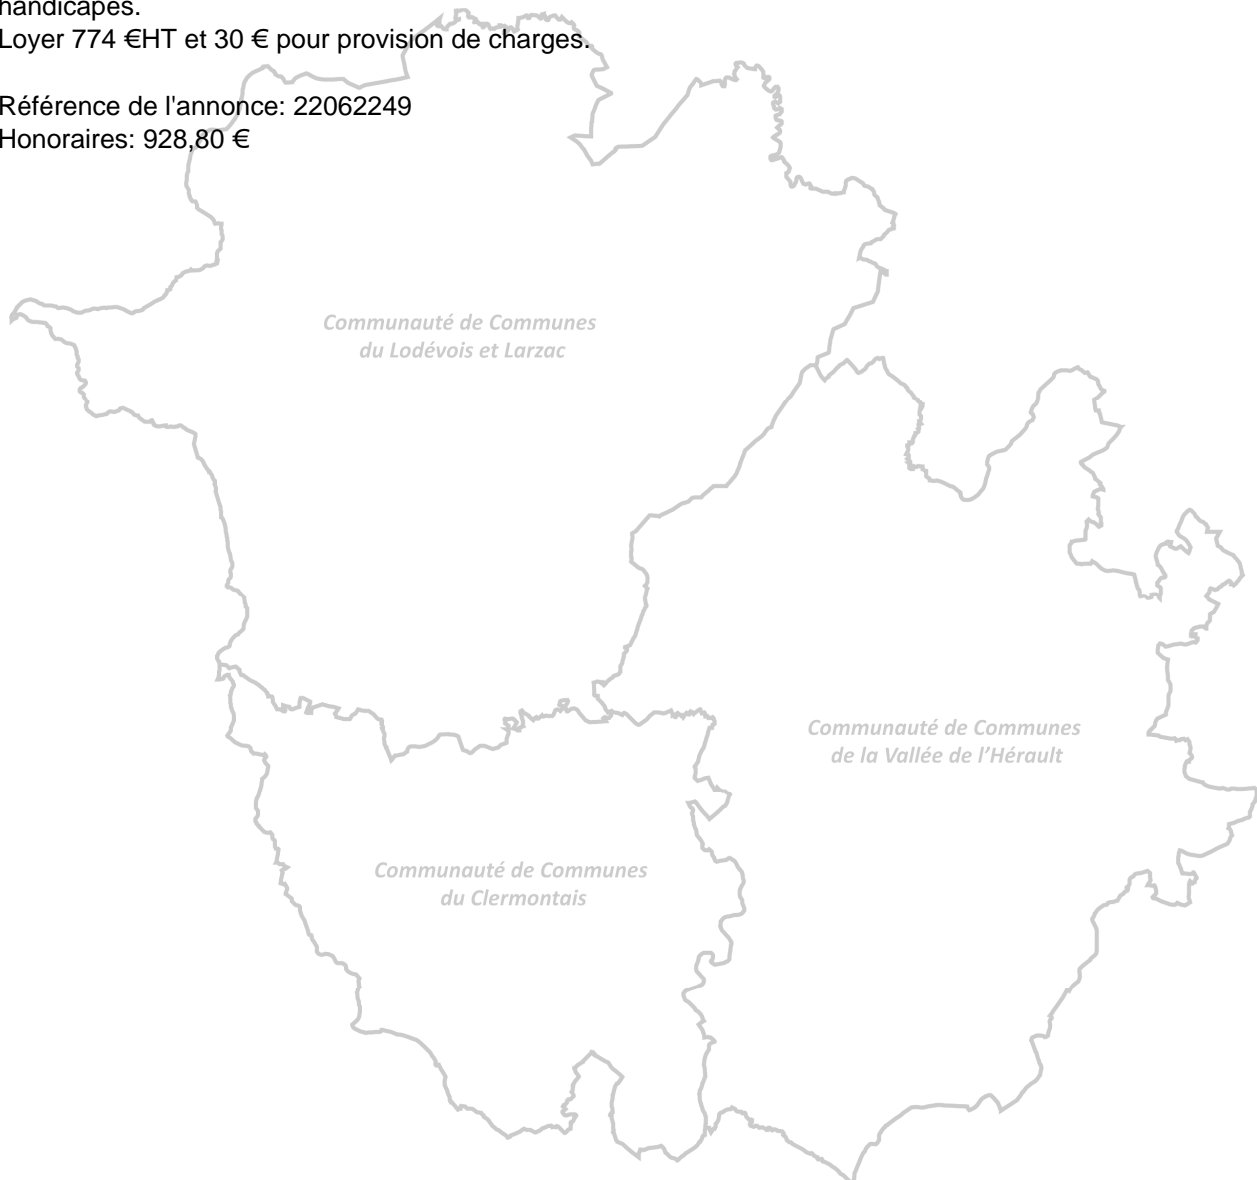 handicapés.
Loyer 774 €HT et 30 € pour provision de charges.
Référence de l'annonce: 22062249
Honoraires: 928,80 €
Communauté de Communes
du Lodévois et Larzac
Communauté de Communes
de la Vallée de l’Hérault
Communauté de Communes
du Clermontais